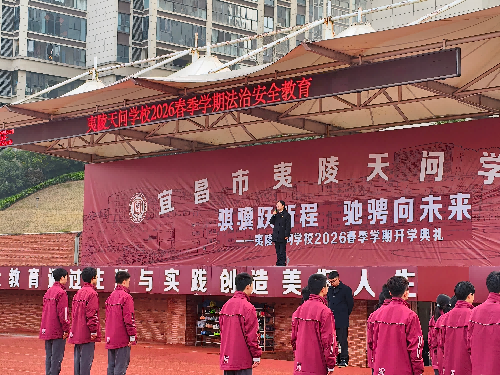 夷陵天问学校2026春季学期法治安全教育
宜昌市夷陵天问学
骐骥跃新程 驰骋向未来
——夷陵天问学校2026春季学期开学典礼
教育讲 生 与实践创造美 人生